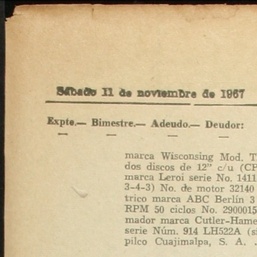 Sábado 11 de noviembre de 1967
Expte.— Bimestre.— Adeudo.— Deudor:
— — — —
marca Wisconsing Mod. T
dos discos de 12" c/u (CF
marca Leroi serie No. 1411
3-4-3) No. de motor 32140
trico marca ABC Berlín 3
RPM 50 ciclos No. 2900015
mador marca Cutler-Hame
serie Núm. 914 LH522A (s
pilco Cuajimalpa, S. A. .